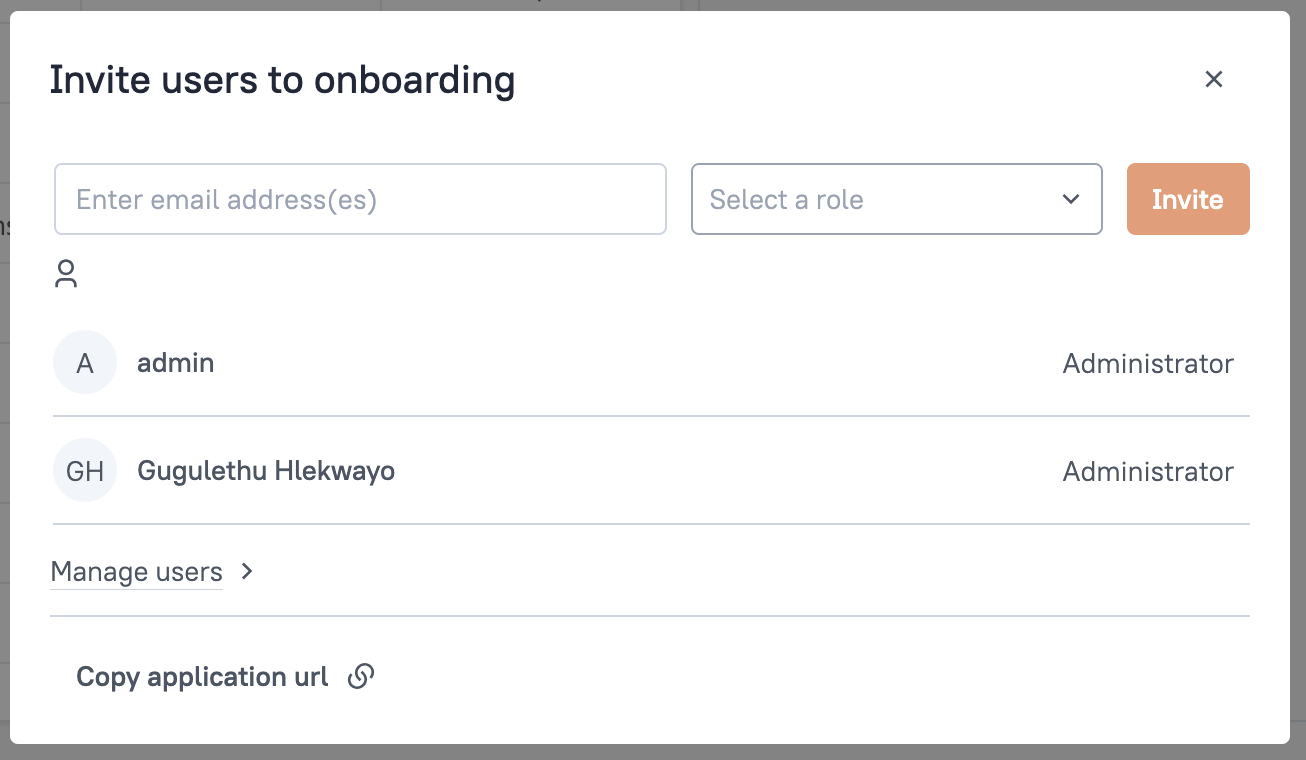 Invite users to onboarding
Enter email address(es)
Select a role
Invite
A
admin
Administrator
GH
Gugulethu Hlekwayo
Administrator
Manage users
Copy application url